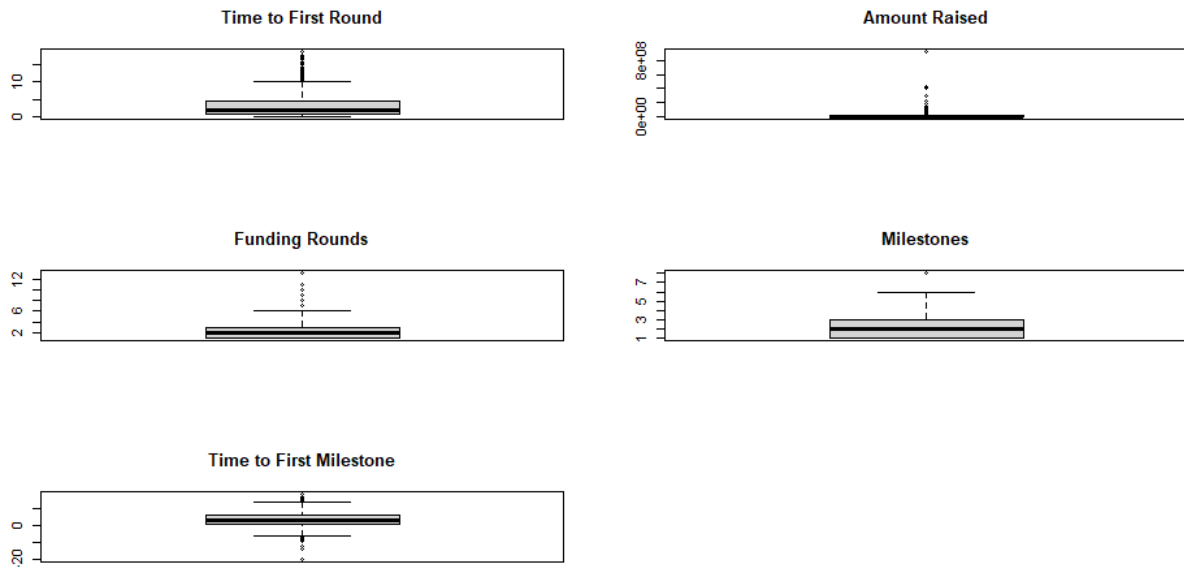 Time to First Round
10
0
Amount Raised
8e+08
0e+00
Funding Rounds
12
6
2
Milestones
7
5
3
1
Time to First Milestone
0
-20